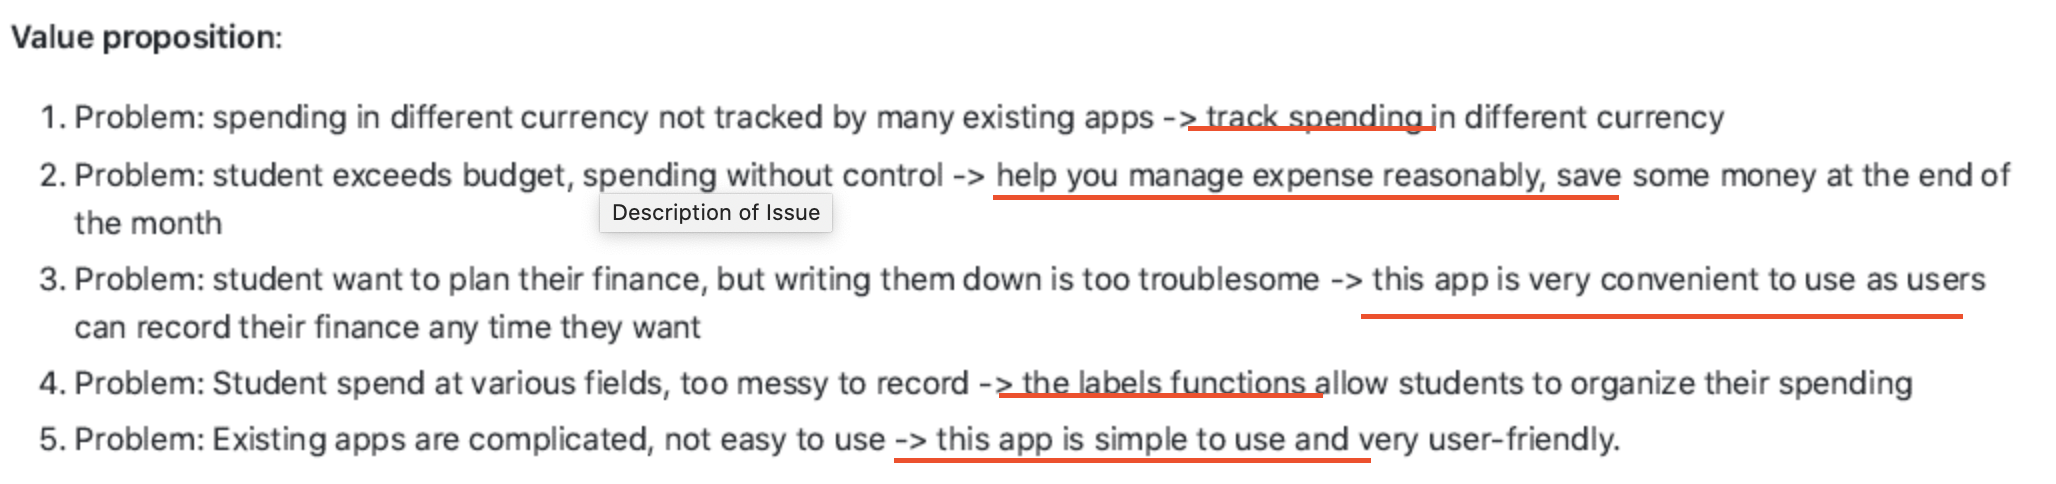 Value proposition:
1. Problem: spending in different currency not tracked by many existing apps -> track spending in different currency
2. Problem: student exceeds budget, spending without control -> help you manage expense reasonably, save some money at the end of
Description of Issue
the month
3. Problem: student want to plan their finance, but writing them down is too troublesome -> this app is very convenient to use as users
can record their finance any time they want
4. Problem: Student spend at various fields, too messy to record -> the labels functions allow students to organize their spending
5. Problem: Existing apps are complicated, not easy to use -> this app is simple to use and very user-friendly.